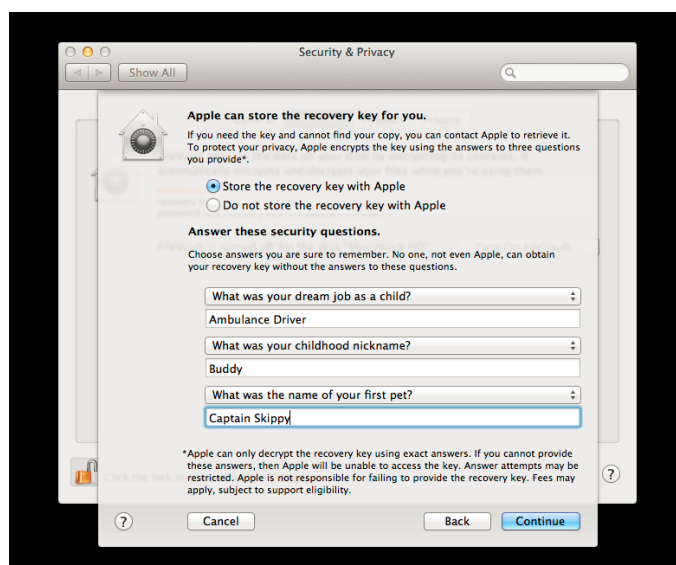 Security & Privacy
Show All
Apple can store the recovery key for you.
If you need the key and cannot find your copy, you can contact Apple to retrieve it.
To protect your privacy, Apple encrypts the key using the answers to three questions
you provide*.
Store the recovery key with Apple
Do not store the recovery key with Apple
Answer these security questions.
Choose answers you are sure to remember. No one, not even Apple, can obtain
your recovery key without the answers to these questions.
What was your dream job as a child?
Ambulance Driver
What was your childhood nickname?
Buddy
What was the name of your first pet?
Captain Skippy
*Apple can only decrypt the recovery key using exact answers. If you cannot provide
these answers, then Apple will be unable to access the key. Answer attempts may be
restricted. Apple is not responsible for failing to provide the recovery key. Fees may
apply, subject to support eligibility.
Click the lock
?
? Cancel Back Continue